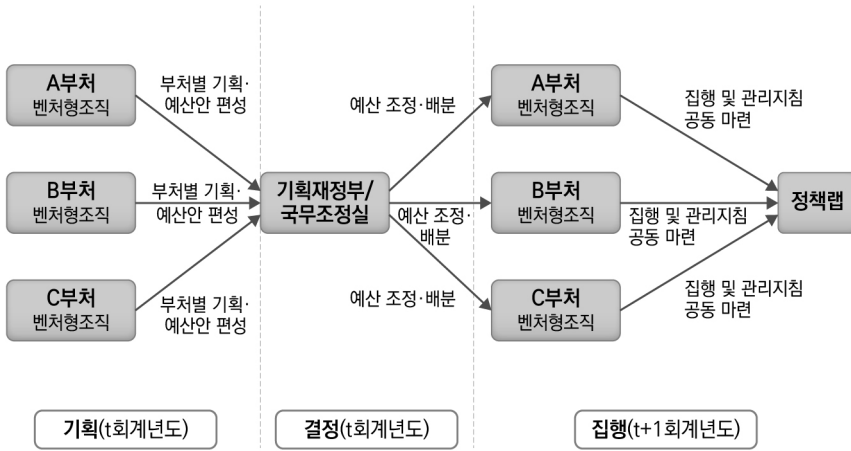 A부처
벤처형조직
부처별 기획·
예산안 편성
B부처
벤처형조직
부처별 기획·
예산안 편성
C부처
벤처형조직
부처별 기획·
예산안 편성
기획재정부/
국무조정실
예산 조정·배분
예산 조정·
배분
예산 조정·배분
A부처
벤처형조직
집행 및 관리지침
공동 마련
B부처
벤처형조직
집행 및 관리지침
공동 마련
C부처
벤처형조직
집행 및 관리지침
공동 마련
정책랩
기획(t회계년도)
결정(t회계년도)
집행(t+1회계년도)